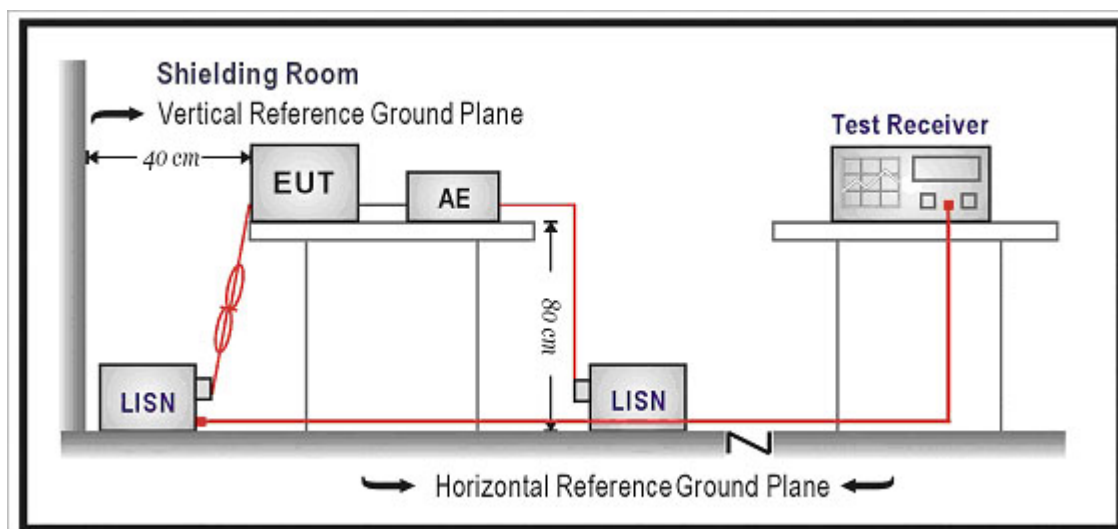 Shielding Room
Vertical Reference Ground Plane
40 cm
Test Receiver
EUT
AE
80 cm
LISN
LISN
Horizontal Reference Ground Plane